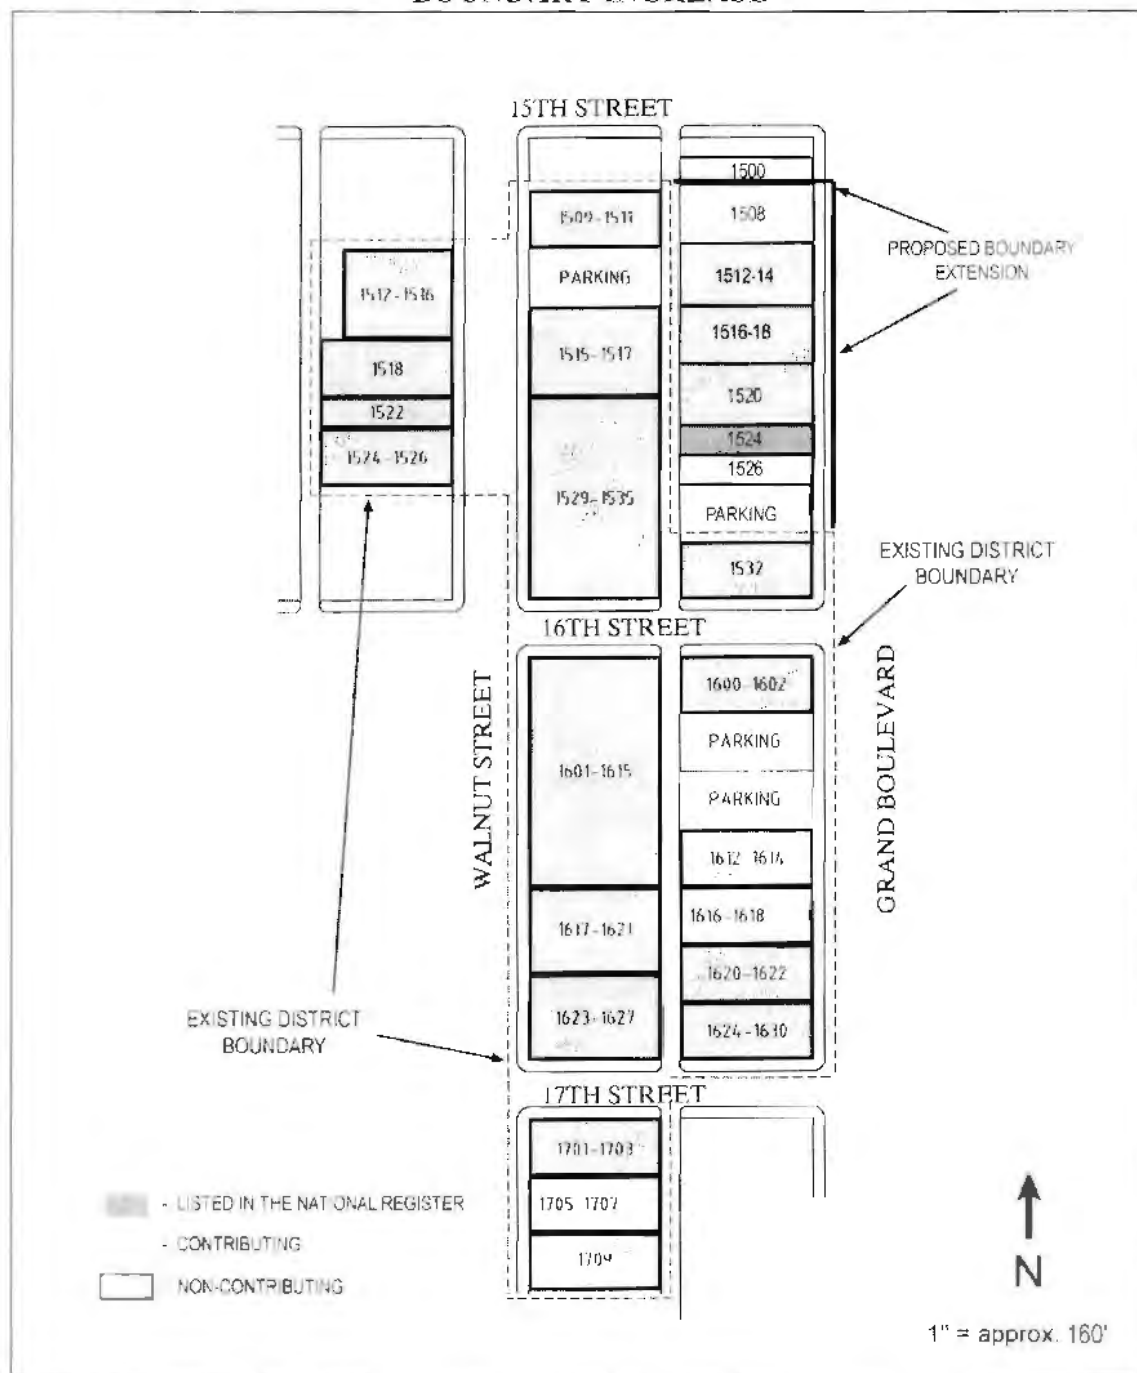 BOUNDARY INCREASE
15TH STREET
1500
1508
1509-1511
PROPOSED BOUNDARY
EXTENSION
PARKING
1512-14
1512-1516
1516-18
1515-1517
1518
1520
1522
1524
1524-1526
1526
1529-1535
PARKING
EXISTING DISTRICT
BOUNDARY
1532
16TH STREET
1600-1602
WALNUT STREET
PARKING
GRAND BOULEVARD
1601-1615
PARKING
1612-1614
1616-1618
1617-1621
1620-1622
1623-1627
1624-1630
EXISTING DISTRICT
BOUNDARY
17TH STREET
1701-1703
- LISTED IN THE NATIONAL REGISTER
1705-1707
- CONTRIBUTING
1709
NON-CONTRIBUTING
N
1" = approx. 160'